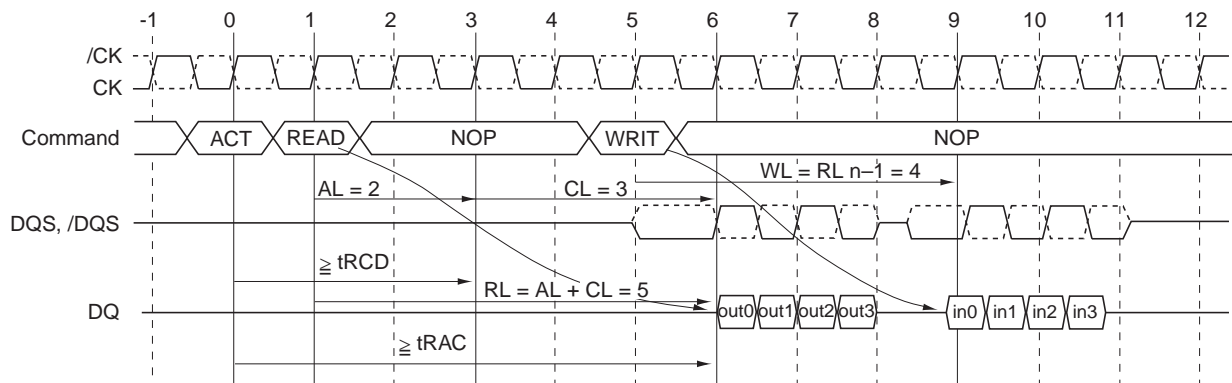 -1 0 1 2 3 4 5 6 7 8 9 10 11 12
/CK
CK
Command ACT READ NOP WRIT NOP
WL = RL n–1 = 4
AL = 2 CL = 3
DQS, /DQS
≧ tRCD
RL = AL + CL = 5
DQ out0 out1 out2 out3 in0 in1 in2 in3
≧ tRAC